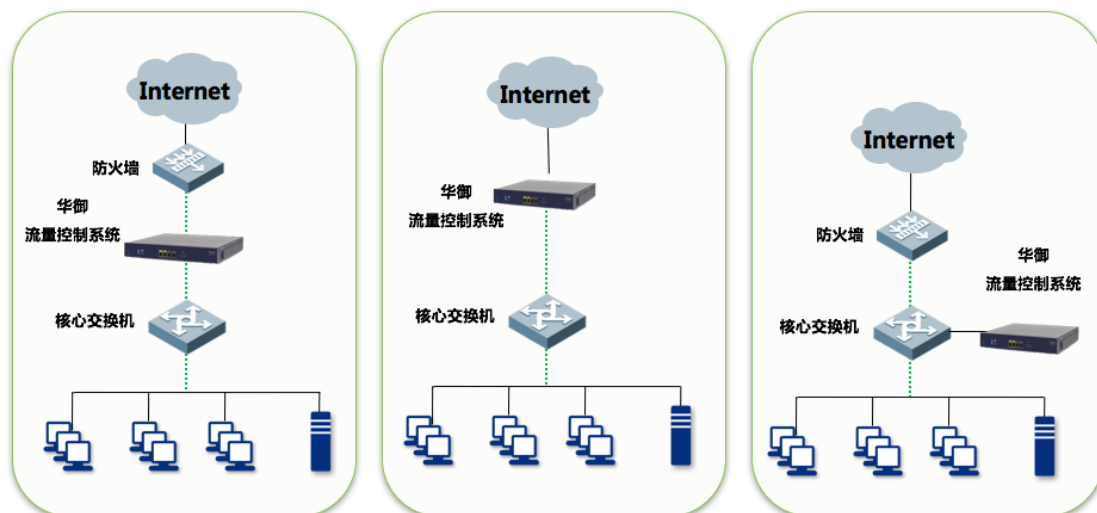 Internet
防火墙
华御
流量控制系统
核心交换机
Internet
华御
流量控制系统
核心交换机
Internet
防火墙
华御
流量控制系统
核心交换机